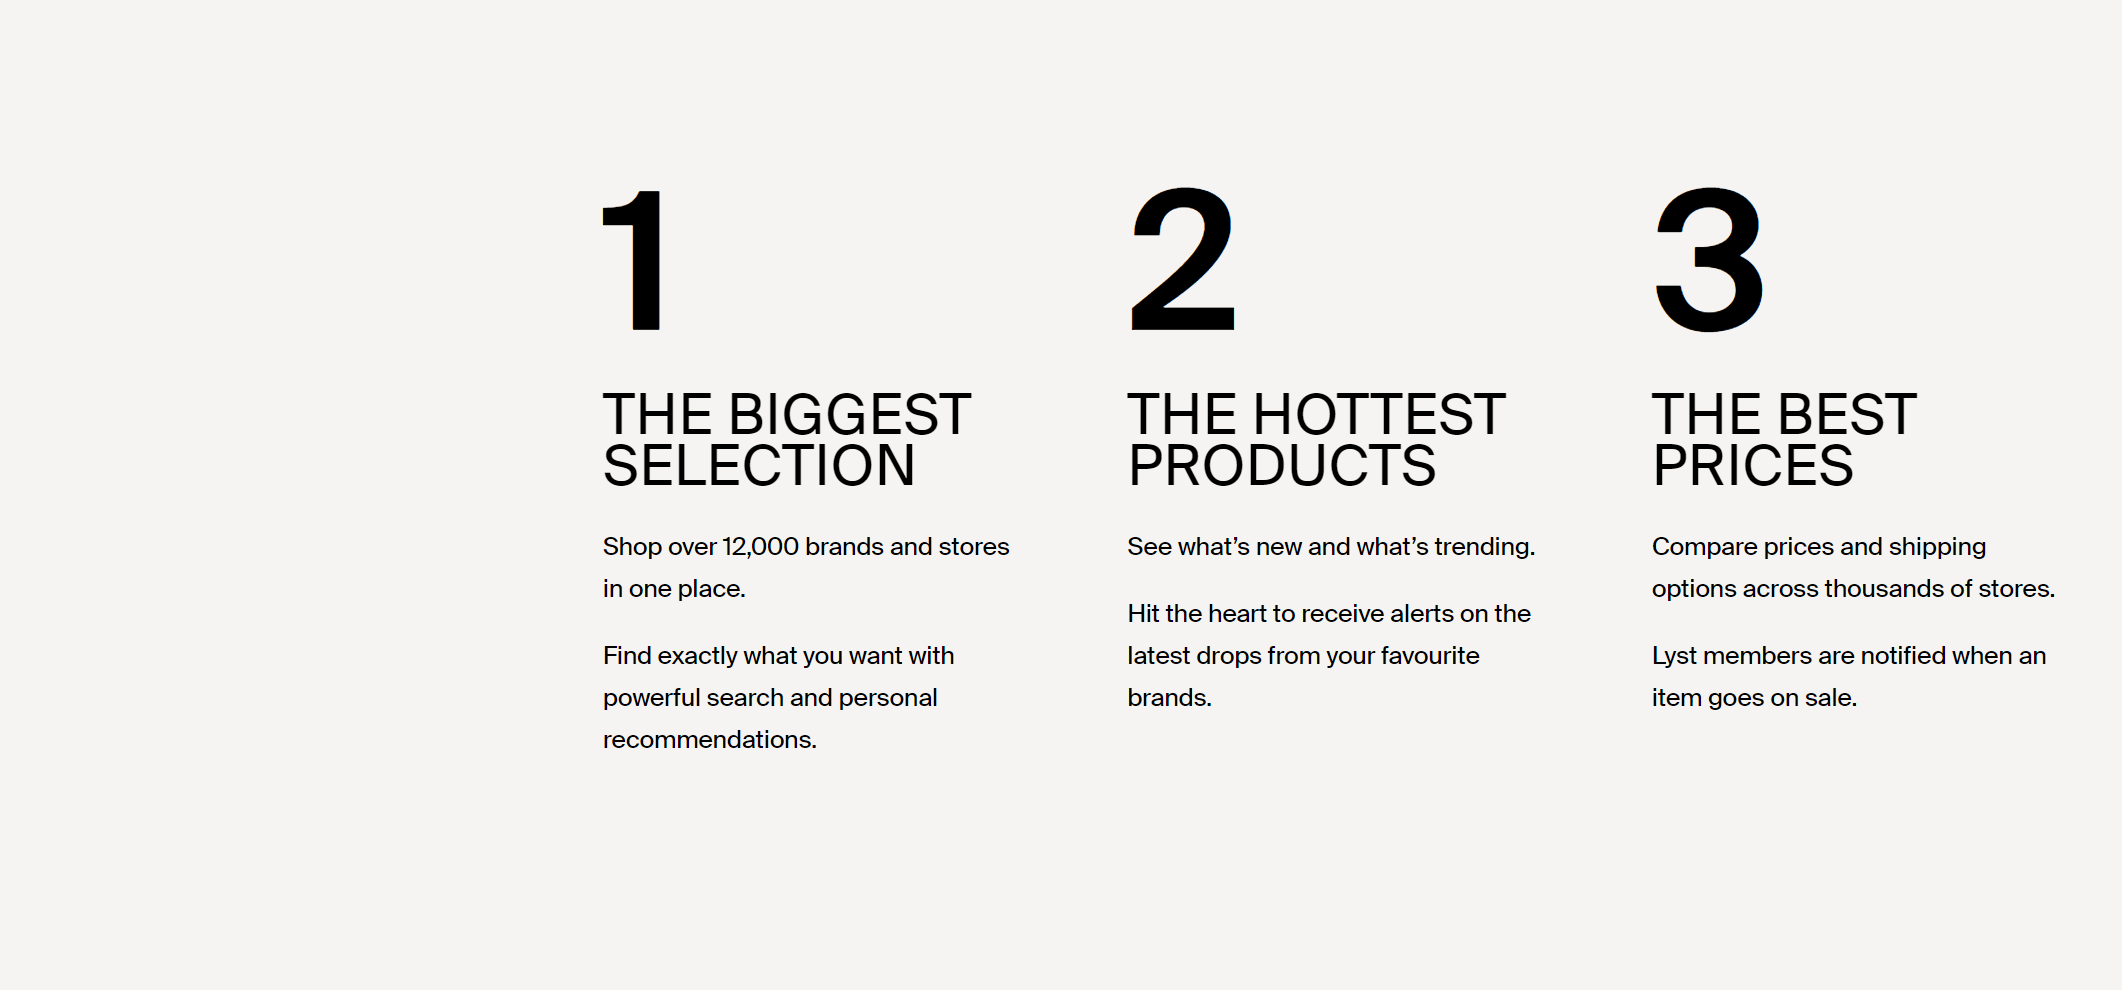 1
THE BIGGEST
SELECTION
Shop over 12,000 brands and stores
in one place.
Find exactly what you want with
powerful search and personal
recommendations.
2
THE HOTTEST
PRODUCTS
See what’s new and what’s trending.
Hit the heart to receive alerts on the
latest drops from your favourite
brands.
3
THE BEST
PRICES
Compare prices and shipping
options across thousands of stores.
Lyst members are notified when an
item goes on sale.